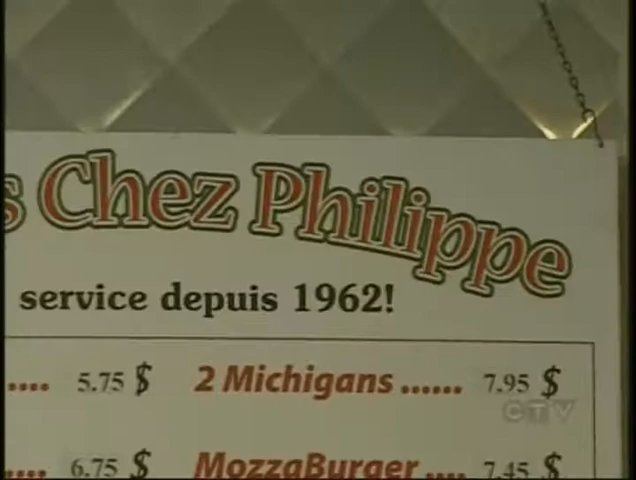 s Chez Philippe
service depuis 1962!
.... 5.75 $ 2 Michigans ...... 7.95 $
CTV
.... 6.75 $ MozzaBurger .... 7.45 $